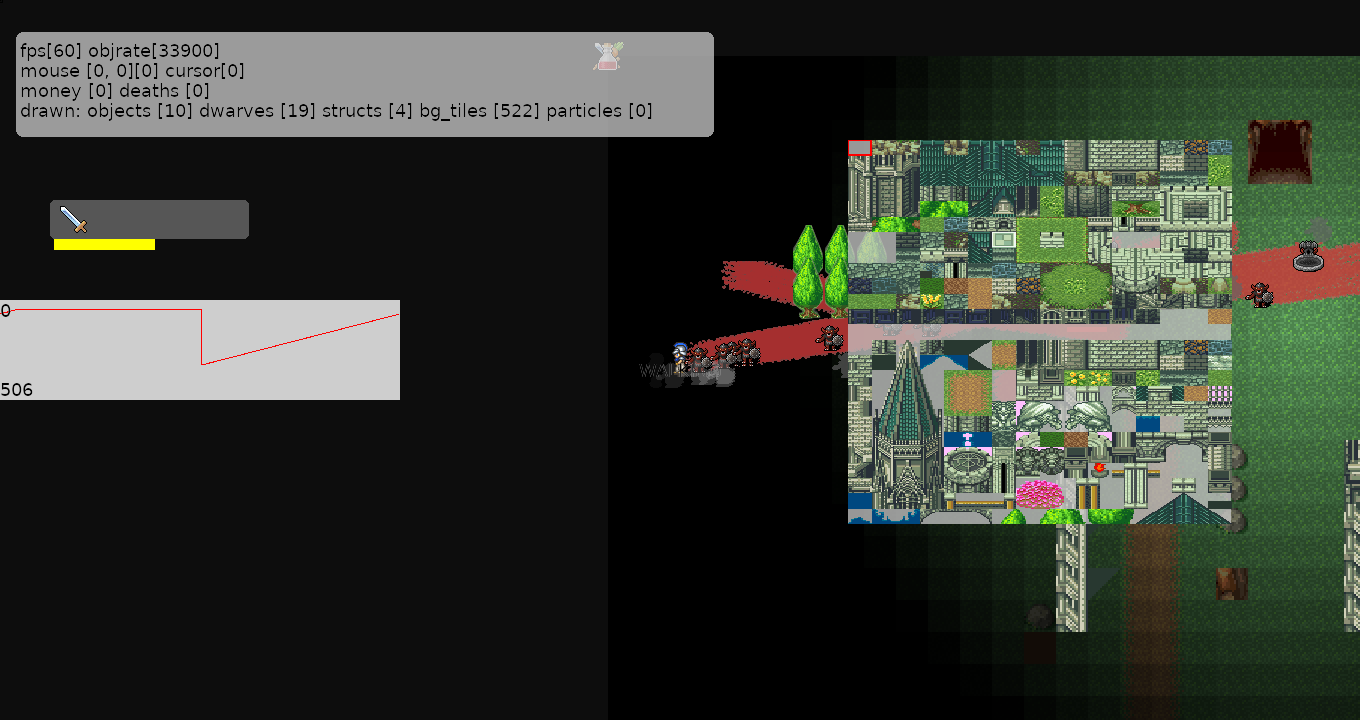 fps[60] objrate[33900]
mouse [0, 0][0] cursor[0]
money [0] deaths [0]
drawn: objects [10] dwarves [19] structs [4] bg_tiles [522] particles [0]
0
506